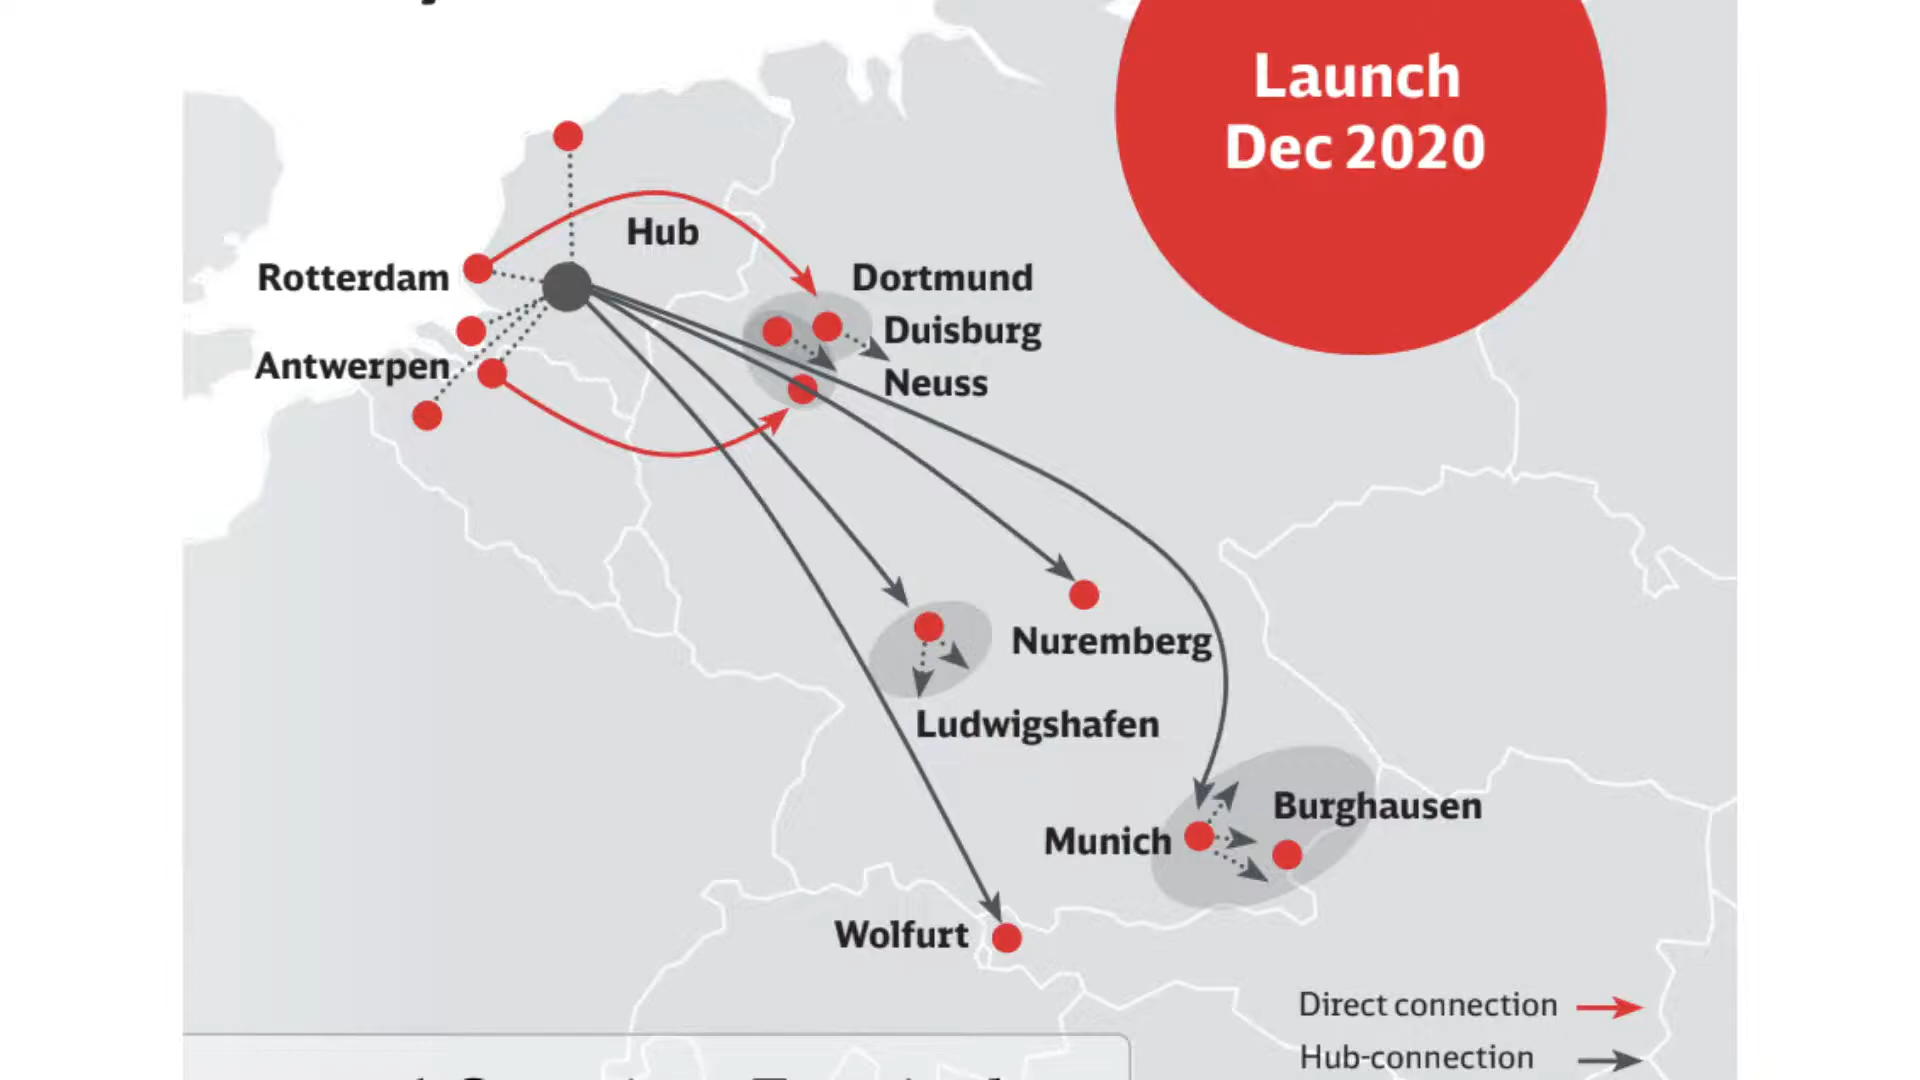 Launch
Dec 2020
Hub
Rotterdam
Dortmund
Duisburg
Antwerpen
Neuss
Nuremberg
Ludwigshafen
Burghausen
Munich
Wolfurt
Direct connection
Hub-connection